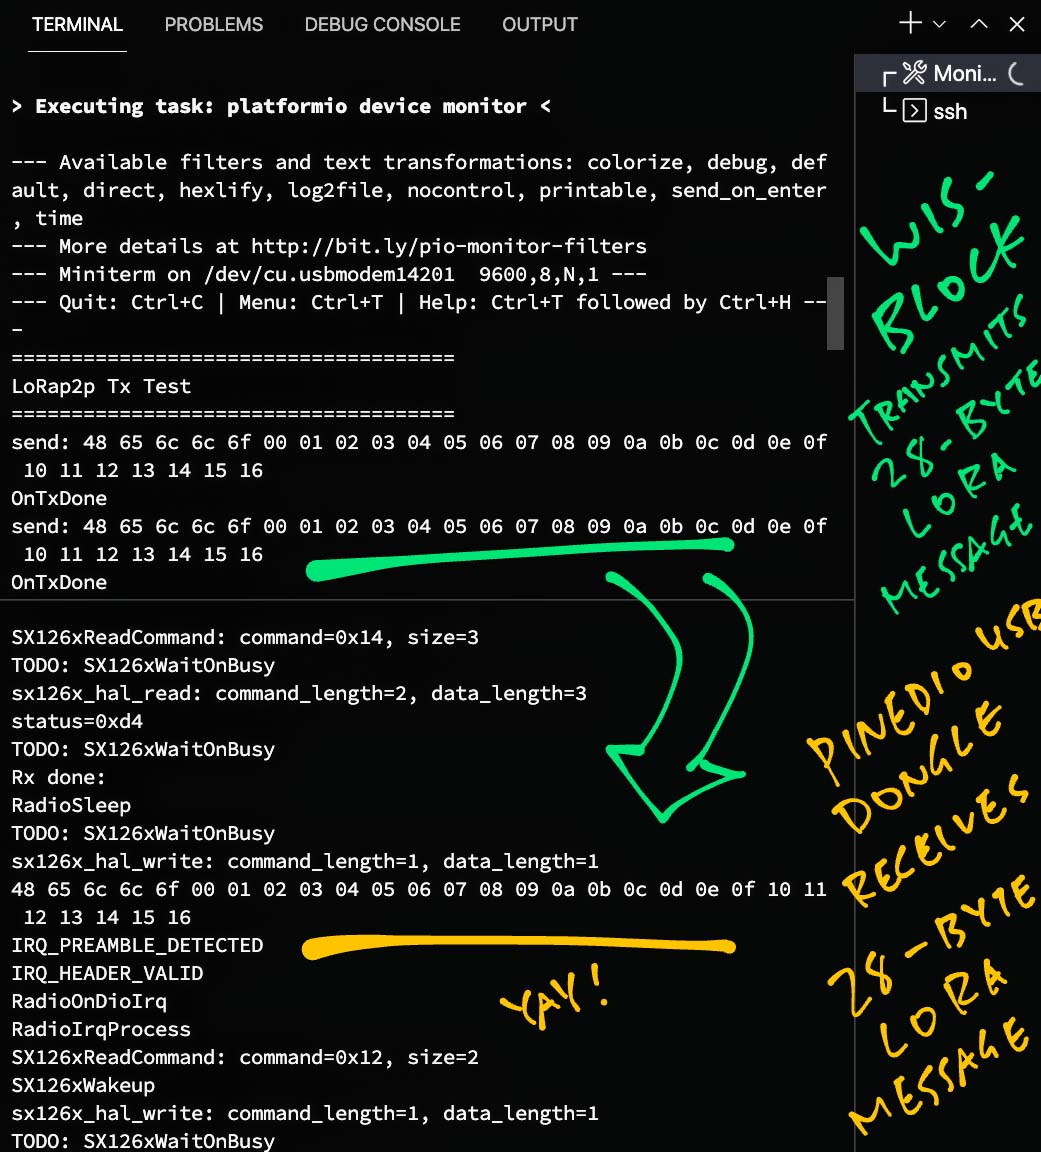 TERMINAL PROBLEMS DEBUG CONSOLE OUTPUT
> Executing task: platformio device monitor <
--- Available filters and text transformations: colorize, debug, def
ault, direct, hexlify, log2file, nocontrol, printable, send_on_enter
, time
--- More details at http://bit.ly/pio-monitor-filters
--- Miniterm on /dev/cu.usbmodem14201  9600,8,N,1 ---
--- Quit: Ctrl+C | Menu: Ctrl+T | Help: Ctrl+T followed by Ctrl+H --
-
=====================================
LoRap2p Tx Test
=====================================
send: 48 65 6c 6c 6f 00 01 02 03 04 05 06 07 08 09 0a 0b 0c 0d 0e 0f
 10 11 12 13 14 15 16
OnTxDone
send: 48 65 6c 6c 6f 00 01 02 03 04 05 06 07 08 09 0a 0b 0c 0d 0e 0f
 10 11 12 13 14 15 16
OnTxDone
SX126xReadCommand: command=0x14, size=3
TODO: SX126xWaitOnBusy
sx126x_hal_read: command_length=2, data_length=3
status=0xd4
TODO: SX126xWaitOnBusy
Rx done:
RadioSleep
TODO: SX126xWaitOnBusy
sx126x_hal_write: command_length=1, data_length=1
48 65 6c 6c 6f 00 01 02 03 04 05 06 07 08 09 0a 0b 0c 0d 0e 0f 10 11
 12 13 14 15 16
IRQ_PREAMBLE_DETECTED
IRQ_HEADER_VALID
RadioOnDioIrq
RadioIrqProcess
SX126xReadCommand: command=0x12, size=2
SX126xWakeup
sx126x_hal_write: command_length=1, data_length=1
TODO: SX126xWaitOnBusy
Moni...
ssh
WIS-
BLOCK
TRANSMITS
28-BYTE
LORA
MESSAGE
PINEDIO USB
DONGLE
RECEIVES
28-BYTE
LORA
MESSAGE
YAY!